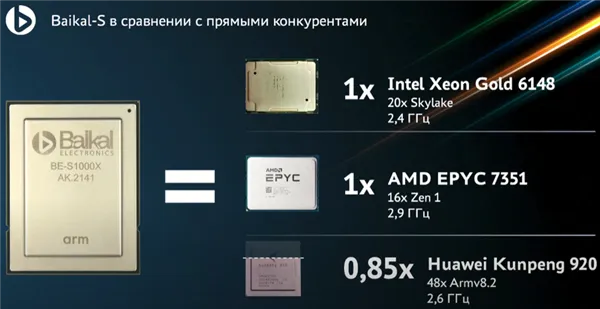 Baikal-S в сравнении с прямыми конкурентами
Baikal
ELECTRONICS
BE-S1000X
AK.2141
arm
=
1x
Intel Xeon Gold 6148
20x Skylake
2,4 ГГц
AMD
EPYC
1x
AMD EPYC 7351
16x Zen 1
2,9 ГГц
0,85x
Huawei Kunpeng 920
48x Armv8.2
2,6 ГГц